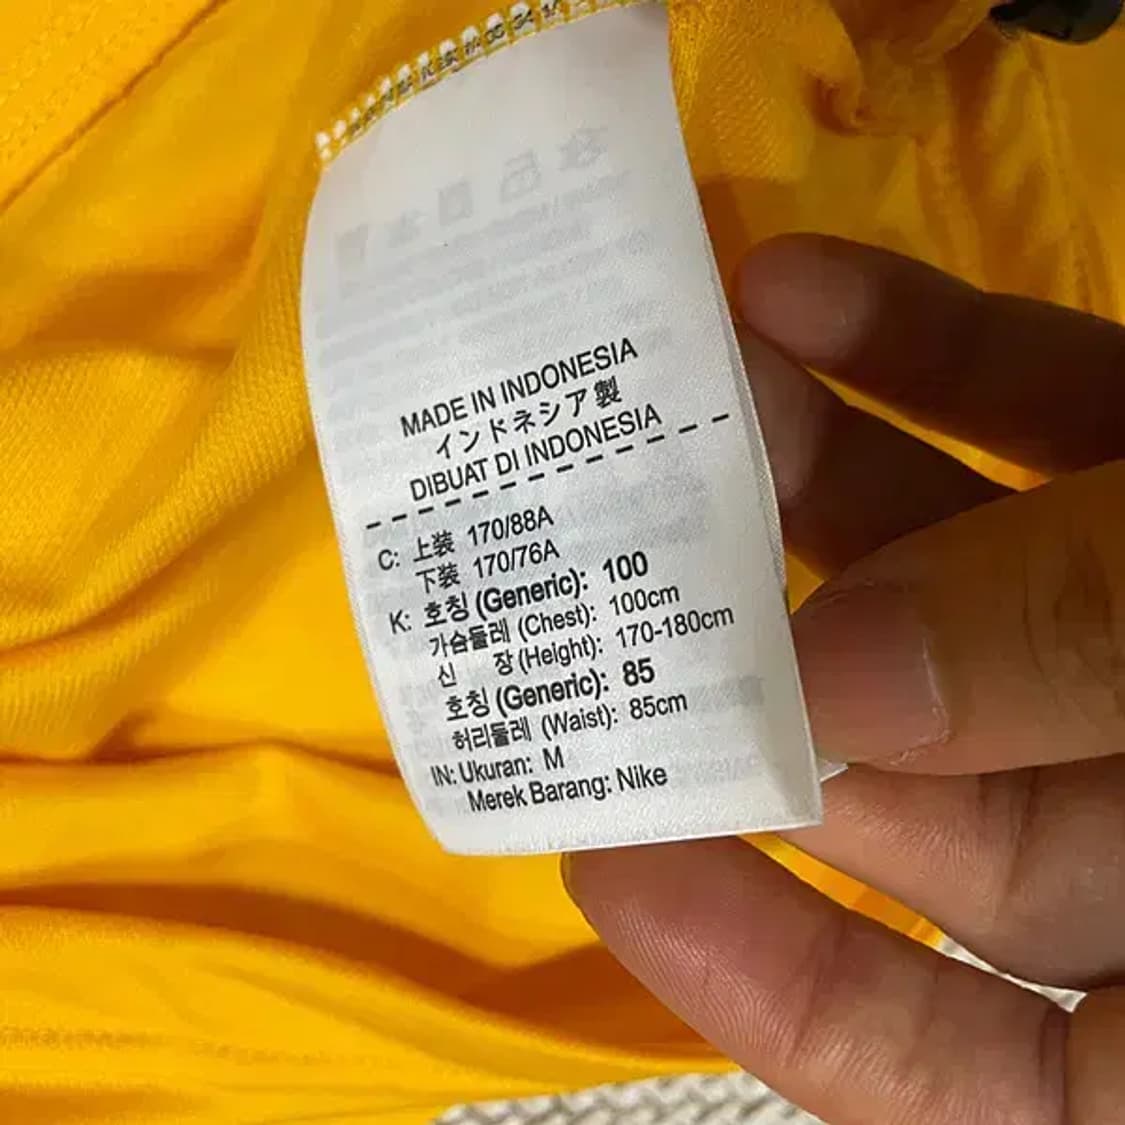 MADE IN INDONESIA
インドネシア製
DIBUAT DI INDONESIA
C: 上装 170/88A
下装 170/76A
K: 호칭 (Generic): 100
가슴둘레 (Chest): 100cm
신 장 (Height): 170-180cm
호칭 (Generic): 85
허리둘레 (Waist): 85cm
IN: Ukuran: M
Merek Barang: Nike